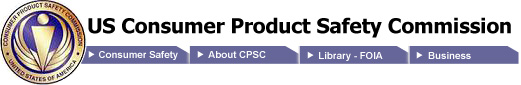 CONSUMER PRODUCT SAFETY COMMISSION
UNITED STATES OF AMERICA
US Consumer Product Safety Commission
Consumer Safety About CPSC Library - FOIA Business